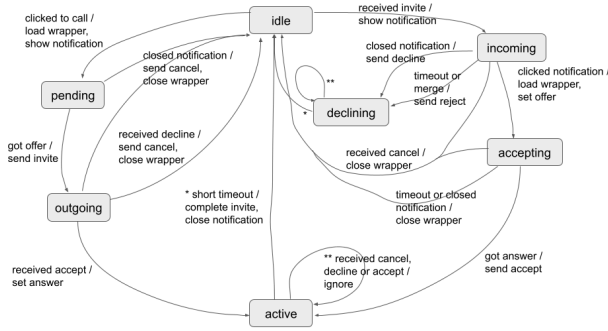 clicked to call /
load wrapper,
show notification
idle
received invite /
show notification
incoming
closed notification /
send cancel,
close wrapper
closed notification /
send decline
**
timeout or
merge /
send reject
clicked notification /
load wrapper,
set offer
pending
declining
*
got offer /
send invite
received decline /
send cancel,
close wrapper
received cancel /
close wrapper
accepting
outgoing
* short timeout /
complete invite,
close notification
timeout or closed
notification /
close wrapper
received accept /
set answer
** received cancel,
decline or accept /
ignore
got answer /
send accept
active